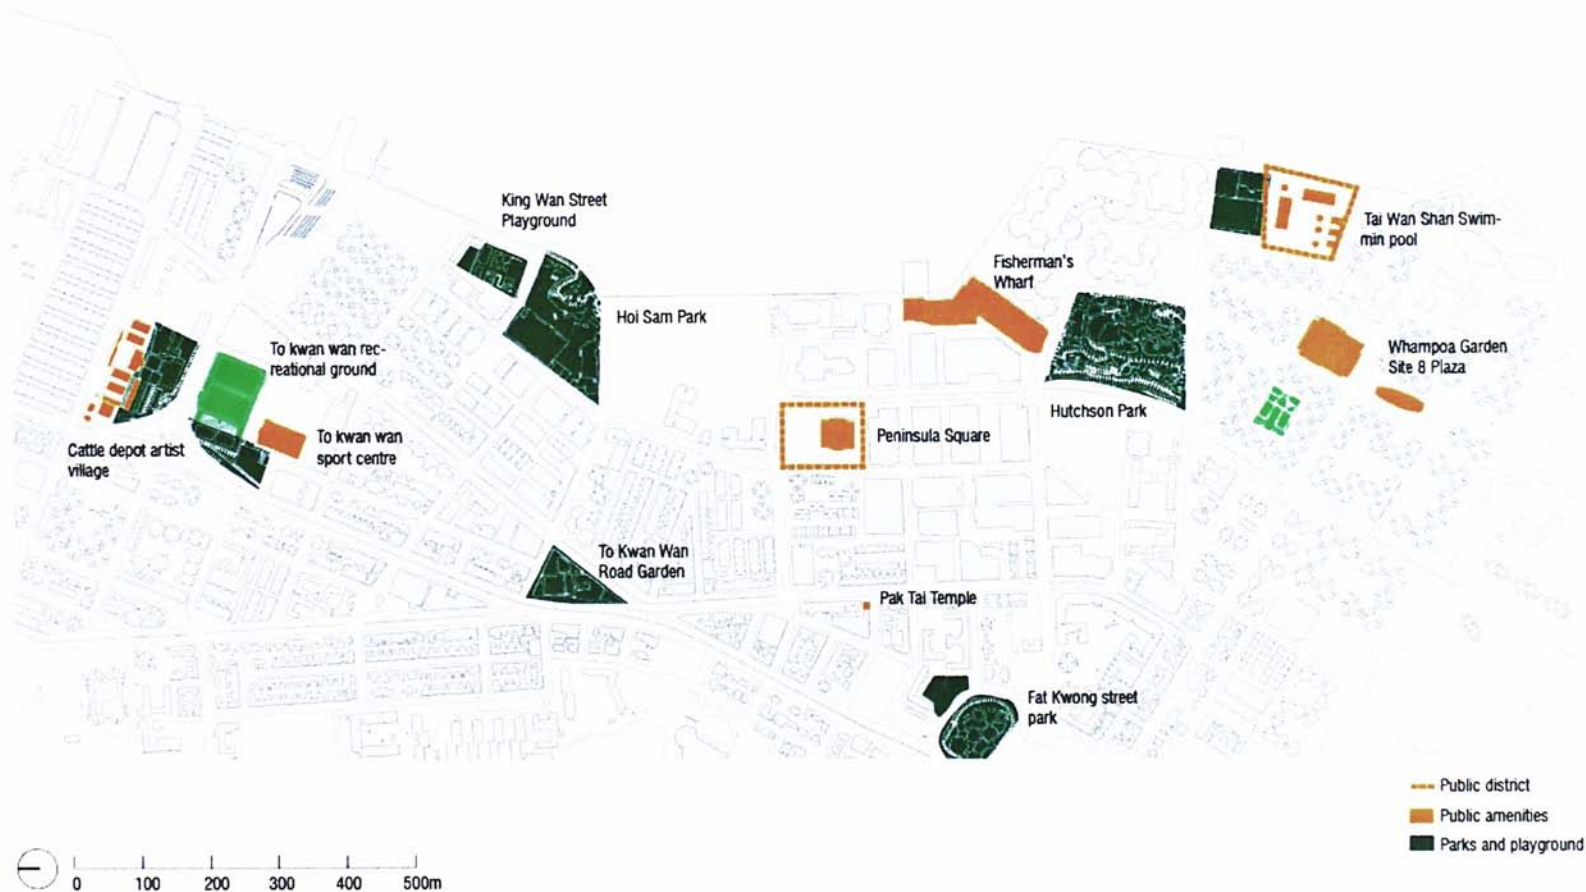 King Wan Street
Playground
Tai Wan Shan Swim-
min pool
Fisherman's
Wharf
Hoi Sam Park
To kwan wan rec-
reational ground
Whampoa Garden
Site 8 Plaza
Hutchson Park
Peninsula Square
To kwan wan
sport centre
Cattle depot artist
village
To Kwan Wan
Road Garden
Pak Tai Temple
Fat Kwong street
park
Public district
Public amenities
Parks and playground
0 100 200 300 400 500m